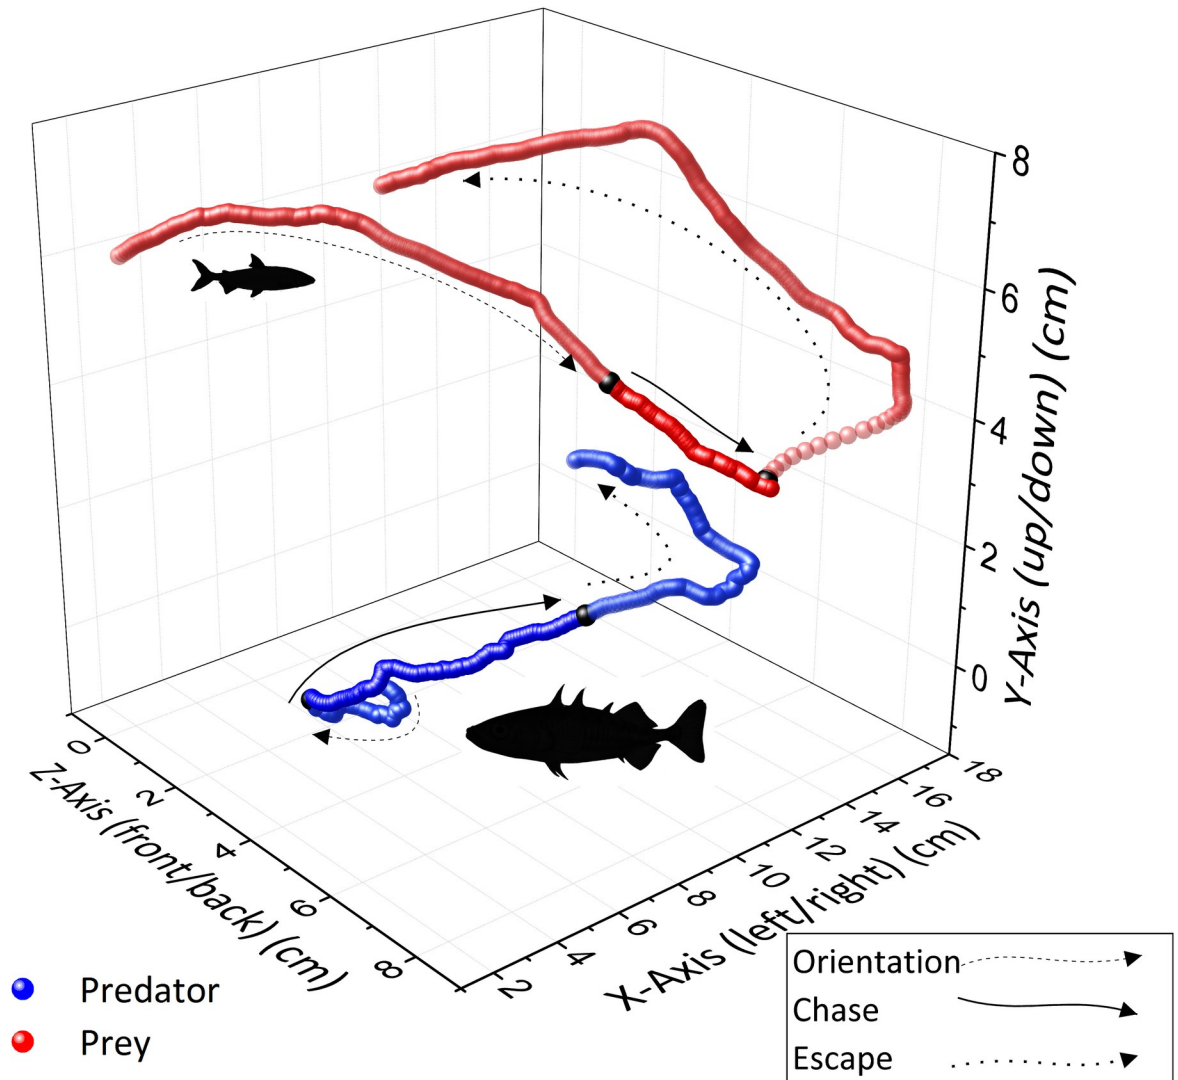 8
6
4
2
0
Y-Axis (up/down) (cm)
0
2
4
6
8
Z-Axis (front/back) (cm)
2
4
6
8
10
12
14
16
18
X-Axis (left/right) (cm)
Predator
Prey
Orientation
Chase
Escape